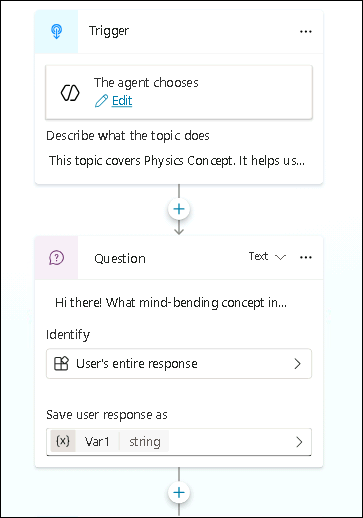 Trigger
The agent chooses
Edit
Describe what the topic does
This topic covers Physics Concept. It helps us...
Question
Text
Hi there! What mind-bending concept in...
Identify
User's entire response
Save user response as
{x} Var1 string